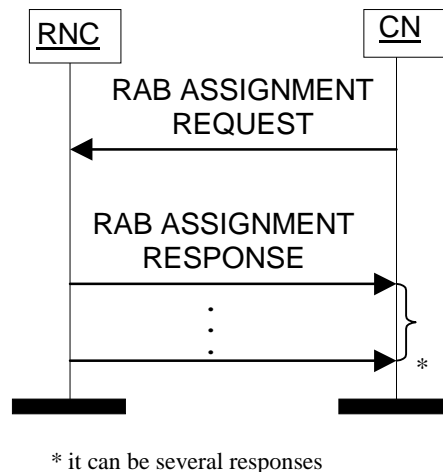 RNC
CN
RAB ASSIGNMENT
REQUEST
RAB ASSIGNMENT
RESPONSE
*
* it can be several responses